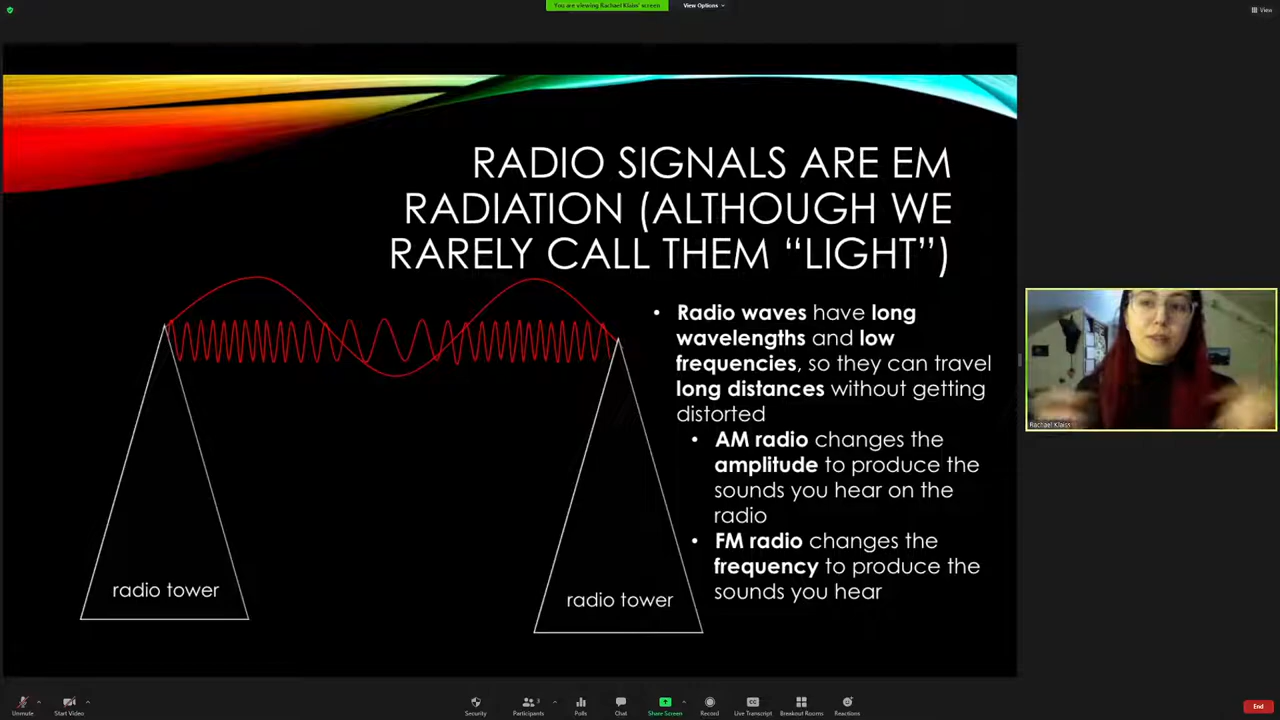 You are viewing Rachael Klaiss' screen
View Options
View
RADIO SIGNALS ARE EM
RADIATION (ALTHOUGH WE
RARELY CALL THEM “LIGHT”)
• Radio waves have long
wavelengths and low
frequencies, so they can travel
long distances without getting
distorted
• AM radio changes the
amplitude to produce the
sounds you hear on the
radio
• FM radio changes the
frequency to produce the
sounds you hear
radio tower
radio tower
Rachael Klaiss
Unmute
Start Video
Security
Participants
3
Polls
Chat
Share Screen
Record
Live Transcript
Breakout Rooms
Reactions
End